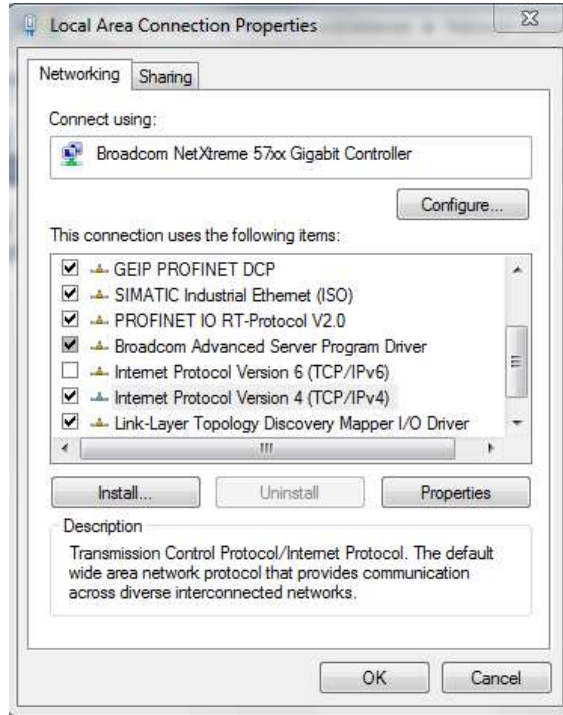 Local Area Connection Properties
Networking
Sharing
Connect using:
Broadcom NetXtreme 57xx Gigabit Controller
Configure...
This connection uses the following items:
GEIP PROFINET DCP
SIMATIC Industrial Ethernet (ISO)
PROFINET IO RT-Protocol V2.0
Broadcom Advanced Server Program Driver
Internet Protocol Version 6 (TCP/IPv6)
Internet Protocol Version 4 (TCP/IPv4)
Link-Layer Topology Discovery Mapper I/O Driver
Install...
Uninstall
Properties
Description
Transmission Control Protocol/Internet Protocol. The default
wide area network protocol that provides communication
across diverse interconnected networks.
OK
Cancel